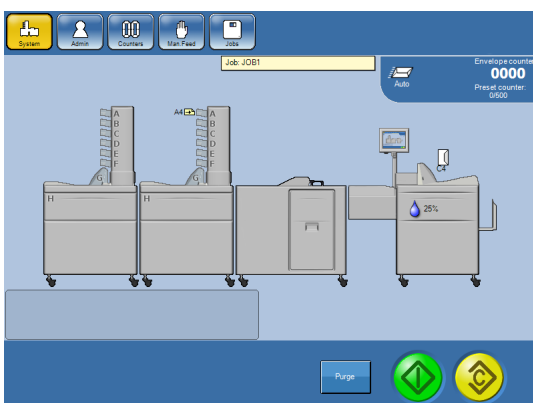 System
Admin
Counters
Man.Feed
Jobs
Job: JOB1
Auto
Envelope counter
0000
Preset counter:
0/500
A
B
C
D
E
F
G
H
A4
A
B
C
D
E
F
G
H
C4
25%
Purge
C